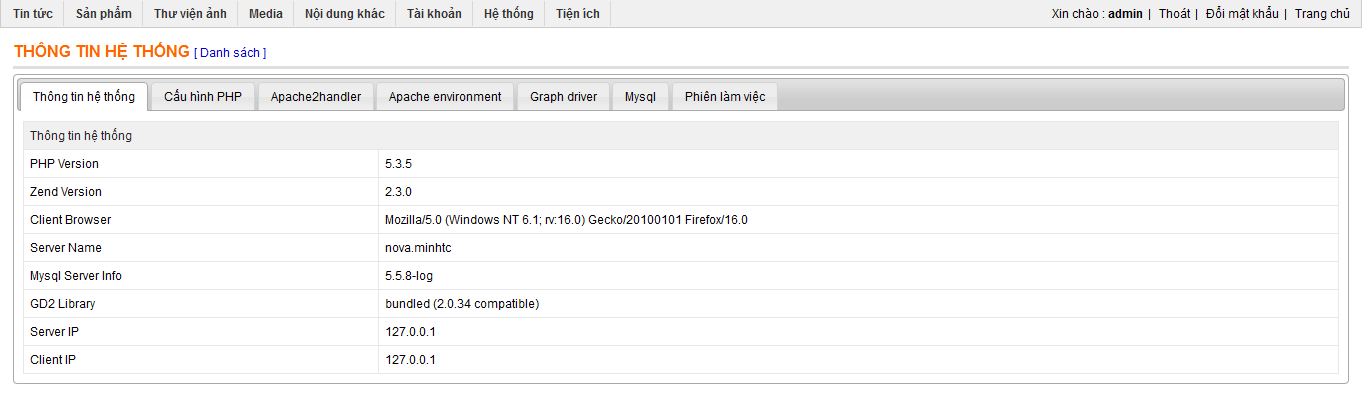 Tin tức Sản phẩm Thư viện ảnh Media Nội dung khác Tài khoản Hệ thống Tiện ích Xin chào : admin | Thoát | Đổi mật khẩu | Trang chủ
THÔNG TIN HỆ THỐNG [ Danh sách ]
Thông tin hệ thống Cấu hình PHP Apache2handler Apache environment Graph driver Mysql Phiên làm việc
Thông tin hệ thống
PHP Version 5.3.5
Zend Version 2.3.0
Client Browser Mozilla/5.0 (Windows NT 6.1; rv:16.0) Gecko/20100101 Firefox/16.0
Server Name nova.minhtc
Mysql Server Info 5.5.8-log
GD2 Library bundled (2.0.34 compatible)
Server IP 127.0.0.1
Client IP 127.0.0.1